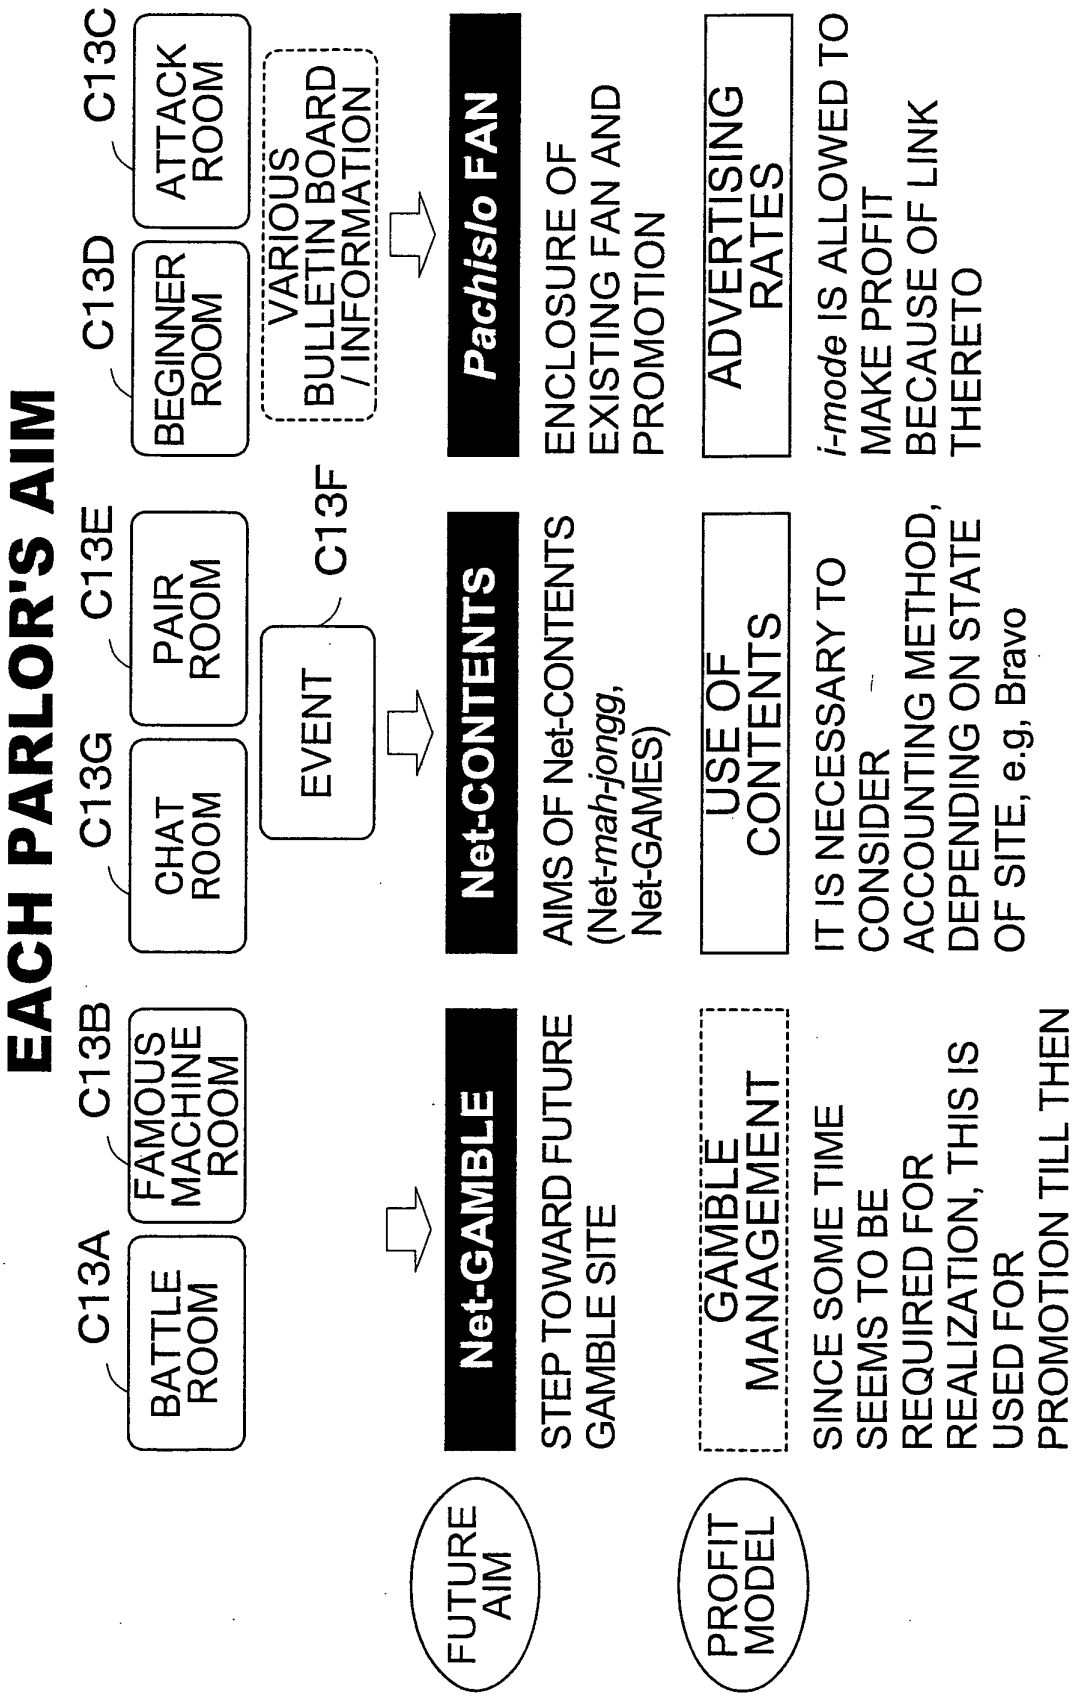 EACH PARLOR'S AIM
C13A
BATTLE
ROOM
C13B
FAMOUS
MACHINE
ROOM
C13G
CHAT
ROOM
C13E
PAIR
ROOM
EVENT
C13F
C13D
BEGINNER
ROOM
C13C
ATTACK
ROOM
VARIOUS
BULLETIN BOARD
/ INFORMATION
FUTURE
AIM
Net-GAMBLE
STEP TOWARD FUTURE
GAMBLE SITE
Net-CONTENTS
AIMS OF Net-CONTENTS
(Net-mah-jongg,
Net-GAMES)
Pachislo FAN
ENCLOSURE OF
EXISTING FAN AND
PROMOTION
PROFIT
MODEL
GAMBLE
MANAGEMENT
SINCE SOME TIME
SEEMS TO BE
REQUIRED FOR
REALIZATION, THIS IS
USED FOR
PROMOTION TILL THEN
USE OF
CONTENTS
IT IS NECESSARY TO
CONSIDER
ACCOUNTING METHOD,
DEPENDING ON STATE
OF SITE, e.g, Bravo
ADVERTISING
RATES
i-mode IS ALLOWED TO
MAKE PROFIT
BECAUSE OF LINK
THERETO